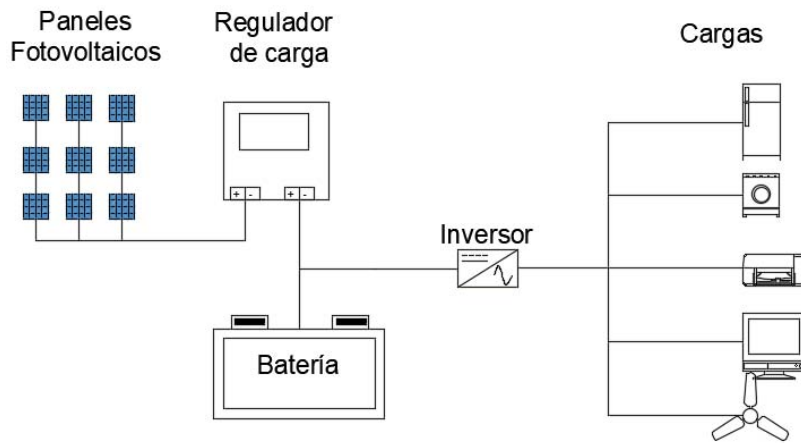 Paneles
Fotovoltaicos
Regulador
de carga
Cargas
+ -
+ -
Inversor
Batería